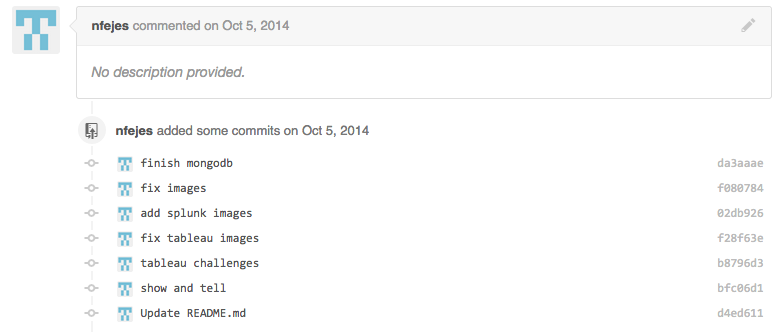 nfejes commented on Oct 5, 2014
No description provided.
nfejes added some commits on Oct 5, 2014
finish mongodb da3aaae
fix images f080784
add splunk images 02db926
fix tableau images f28f63e
tableau challenges b8796d3
show and tell bfc06d1
Update README.md d4ed611